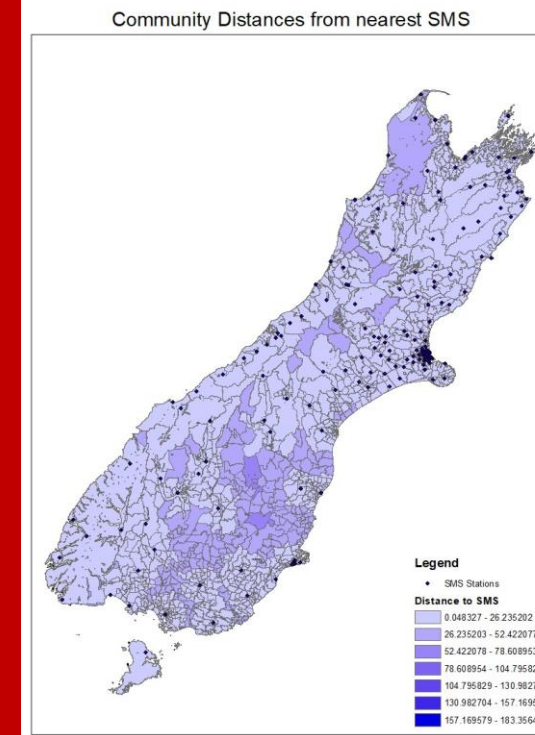 Community Distances from nearest SMS
Legend
SMS Stations
Distance to SMS
0.048327 - 26.235202
26.235203 - 52.422077
52.422078 - 78.608953
78.608954 - 104.79582
104.795829 - 130.9827
130.982704 - 157.1695
157.169579 - 183.3564